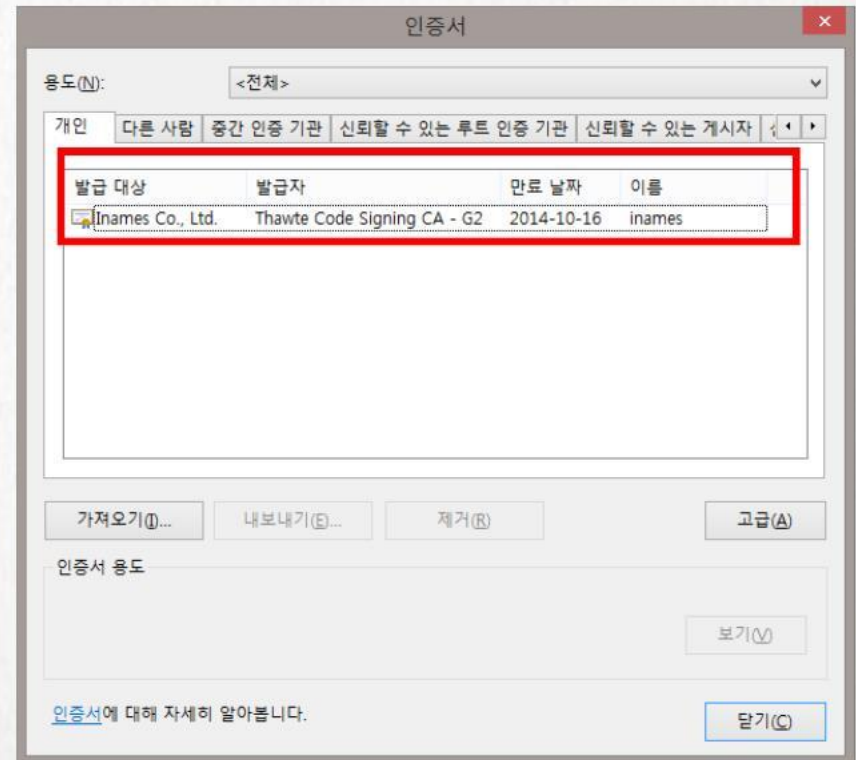 인증서
용도(N): <전체>
개인 다른 사람 중간 인증 기관 신뢰할 수 있는 루트 인증 기관 신뢰할 수 있는 게시자
발급 대상 발급자 만료 날짜 이름
Inames Co., Ltd. Thawte Code Signing CA - G2 2014-10-16 inames
가져오기(I)... 내보내기(E)... 제거(R) 고급(A)
인증서 용도
보기(V)
인증서에 대해 자세히 알아봅니다.
닫기(C)